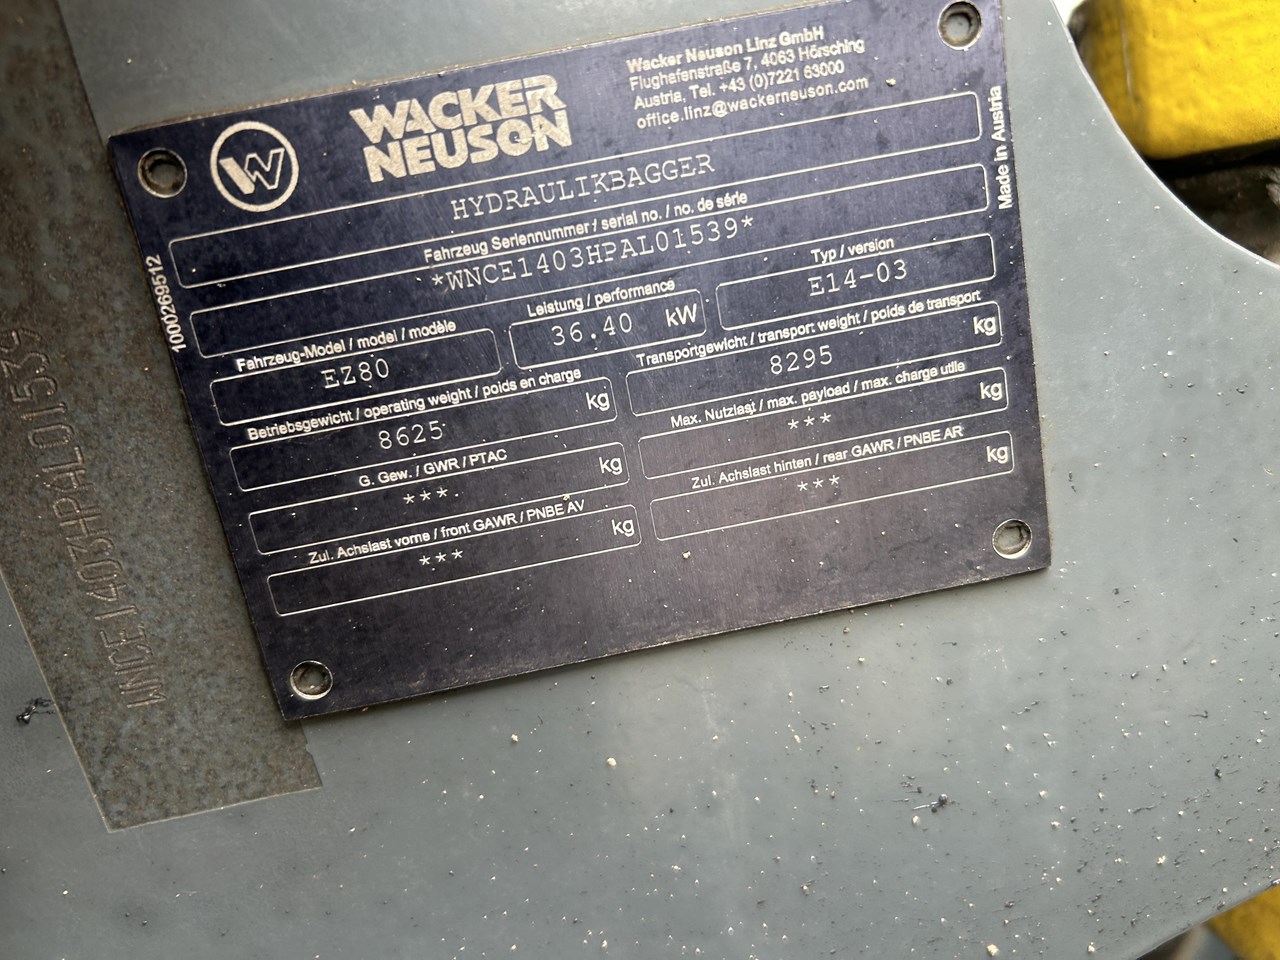 WACKER
NEUSON
Wacker Neuson Linz GmbH
Flughafenstraße 7, 4063 Hörsching
Austria, Tel. +43 (0)7221 63000
office.linz@wackerneuson.com
W
HYDRAULIKBAGGER
Made in Austria
Fahrzeug Seriennummer / serial no. / no. de série
*WNCE1403HPAL01539*
1000269512
Fahrzeug-Model / model / modèle
EZ80
Leistung / performance
36.40 kW
Typ / version
E14-03
Betriebsgewicht / operating weight / poids en charge
8625 kg
Transportgewicht / transport weight / poids de transport
8295 kg
G. Gew. / GWR / PTAC
*** kg
Max. Nutzlast / max. payload / max. charge utile
*** kg
Zul. Achslast vorne / front GAWR / PNBE AV
*** kg
Zul. Achslast hinten / rear GAWR / PNBE AR
*** kg
WNCE1403HPAL01539